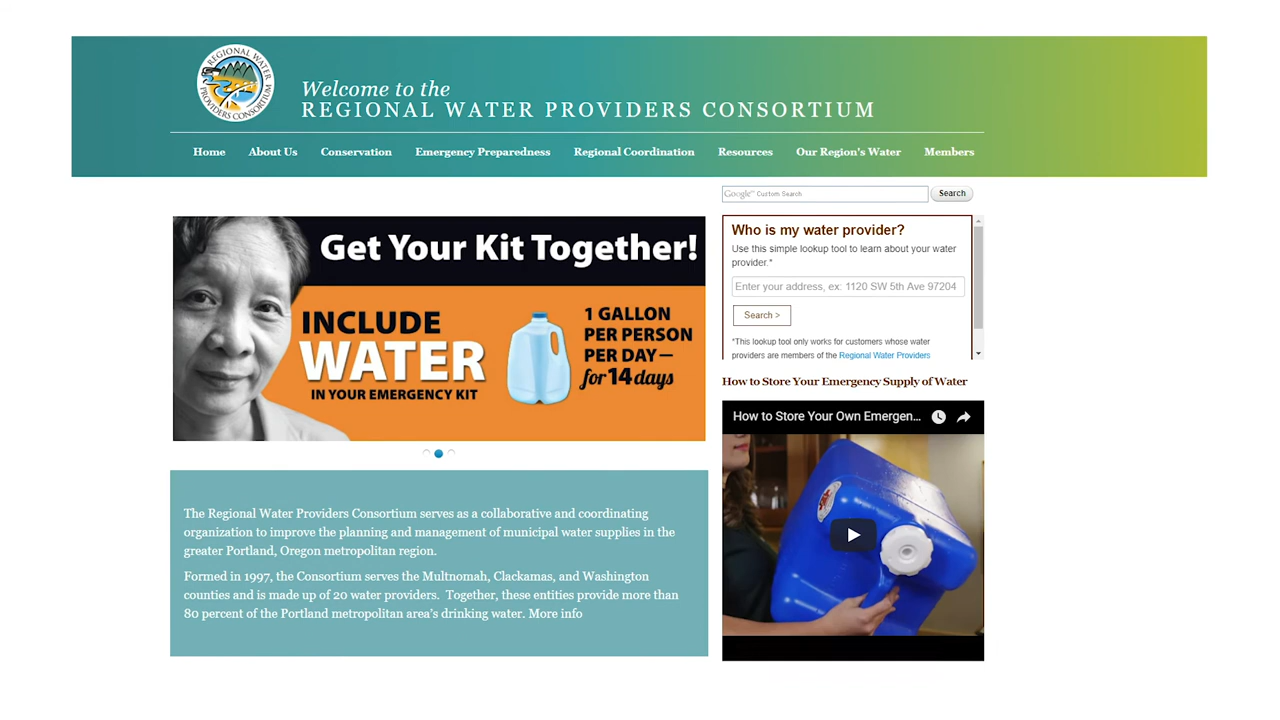 REGIONAL WATER
PROVIDERS CONSORTIUM
Welcome to the
REGIONAL WATER PROVIDERS CONSORTIUM
Home About Us Conservation Emergency Preparedness Regional Coordination Resources Our Region's Water Members
Google™ Custom Search Search
Get Your Kit Together!
INCLUDE
WATER
IN YOUR EMERGENCY KIT
1 GALLON
PER PERSON
PER DAY—
for 14 days
Who is my water provider?
Use this simple lookup tool to learn about your water
provider.*
Enter your address, ex: 1120 SW 5th Ave 97204
Search >
*This lookup tool only works for customers whose water
providers are members of the Regional Water Providers
How to Store Your Emergency Supply of Water
How to Store Your Own Emergen...
The Regional Water Providers Consortium serves as a collaborative and coordinating
organization to improve the planning and management of municipal water supplies in the
greater Portland, Oregon metropolitan region.
Formed in 1997, the Consortium serves the Multnomah, Clackamas, and Washington
counties and is made up of 20 water providers. Together, these entities provide more than
80 percent of the Portland metropolitan area's drinking water. More info